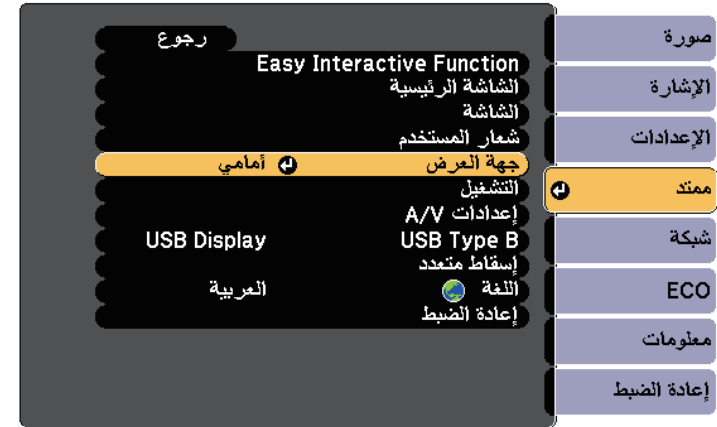 صورة
الإشارة
الإعدادات
ممتد
شبكة
ECO
معلومات
إعادة الضبط
رجوع
Easy Interactive Function
الشاشة الرئيسية
الشاشة
شعار المستخدم
جهة العرض أمامي
التشغيل
إعدادات A/V
USB Type B USB Display
إسقاط متعدد
اللغة العربية
إعادة الضبط